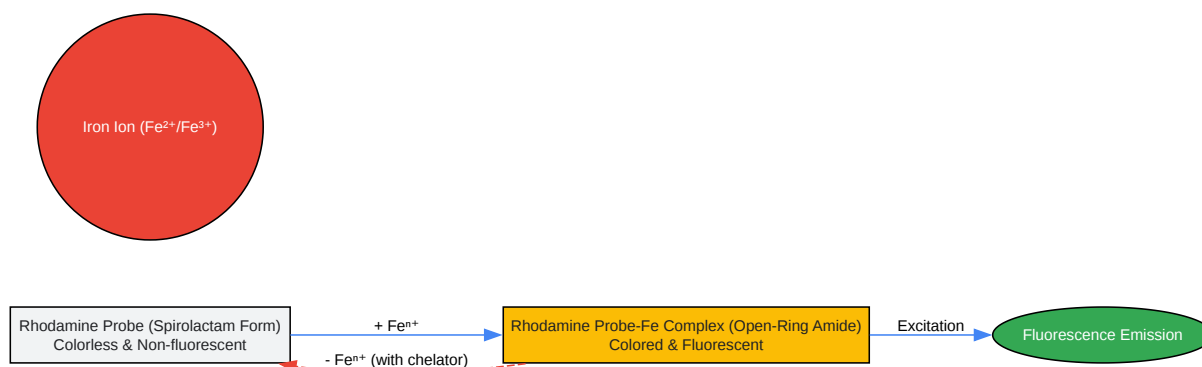 Iron Ion (Fe²⁺/Fe³⁺)
Rhodamine Probe (Spirolactam Form)
Colorless & Non-fluorescent
+ Feⁿ⁺
- Feⁿ⁺ (with chelator)
Rhodamine Probe-Fe Complex (Open-Ring Amide)
Colored & Fluorescent
Excitation
Fluorescence Emission